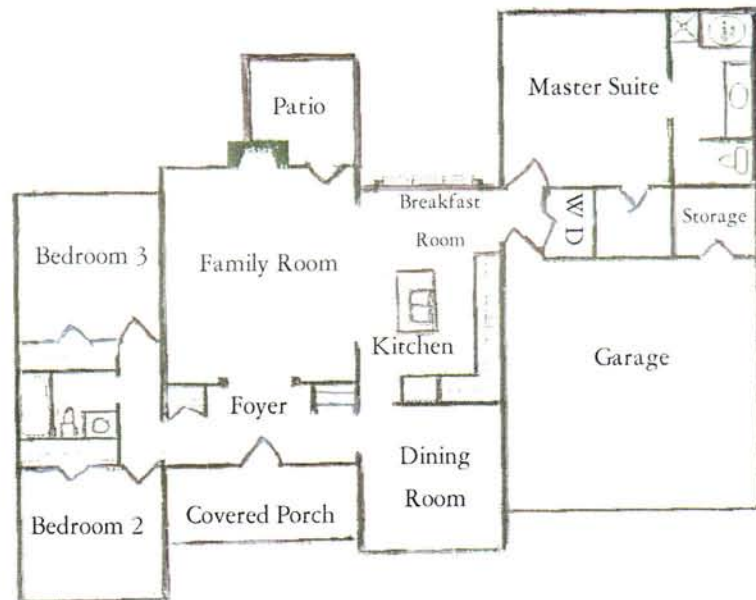 Master Suite
Patio
Breakfast
Room
W D
Storage
Bedroom 3
Family Room
Kitchen
Garage
Foyer
Dining
Room
Covered Porch
Bedroom 2